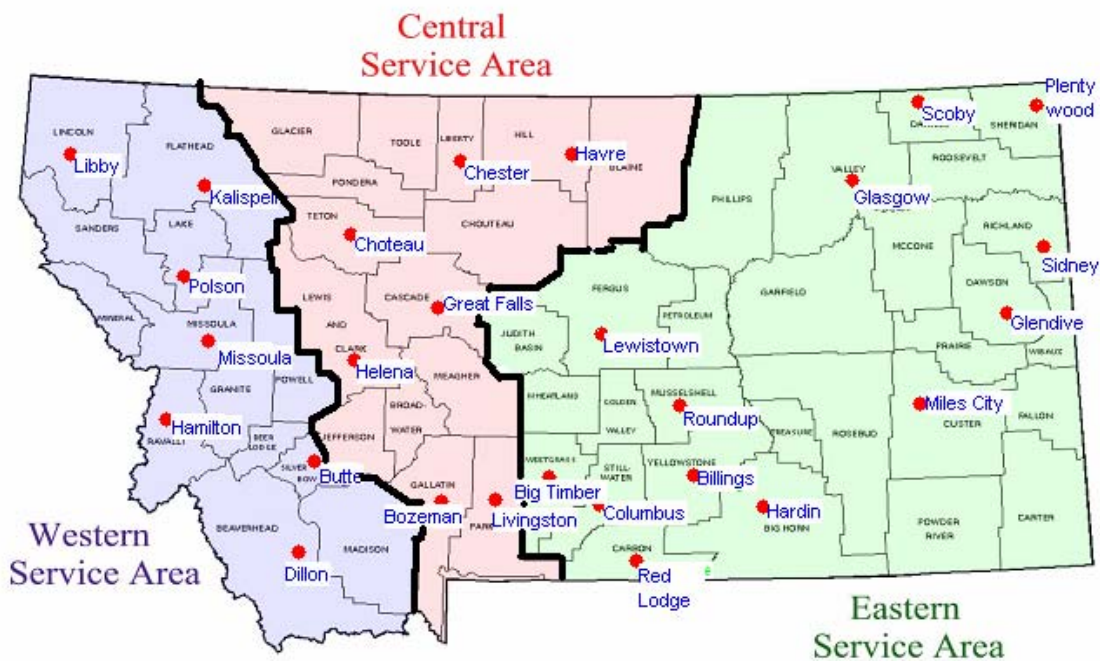 Central
Service Area
Plenty
wood
Scoby
DA
SHERIDAN
LINCOLN
FLATHEAD
GLACIER
TOOLE
LIBERTY
HILL
BLAINE
Libby
Chester
Havre
VALLEY
ROOSEVELT
Kalispell
PONDERA
PHILLIPS
Glasgow
SANDERS
LAKE
TETON
CHOUTEAU
RICHLAND
Choteau
MCCONE
Sidney
Polson
DAWSON
LEWIS
CASCADE
FERGUS
GARFIELD
Great Falls
MINERAL
MISSOULA
AND
JUDITH
BASIN
PETROLEUM
Glendive
Missoula
CLARK
Lewistown
PRAIRIE
WIBAUX
Helena
MEAGHER
GRANITE
POWELL
MUSSELSHELL
Miles City
CUSTER
FALLON
Hamilton
RAVALLI
BROAD-
WATER
GOLDEN
VALLEY
Roundup
TREASURE
ROSEBUD
DEER
LODGE
JEFFERSON
SILVER
BOW
Butte
GALLATIN
SWEETGRASS
STILL-
WATER
YELLOWSTONE
Billings
Big Timber
Bozeman
Livingston
Columbus
Hardin
BIG HORN
PARK
POWDER
RIVER
CARTER
BEAVERHEAD
MADISON
Dillon
CARBON
Red
Lodge
Western
Service Area
Eastern
Service Area